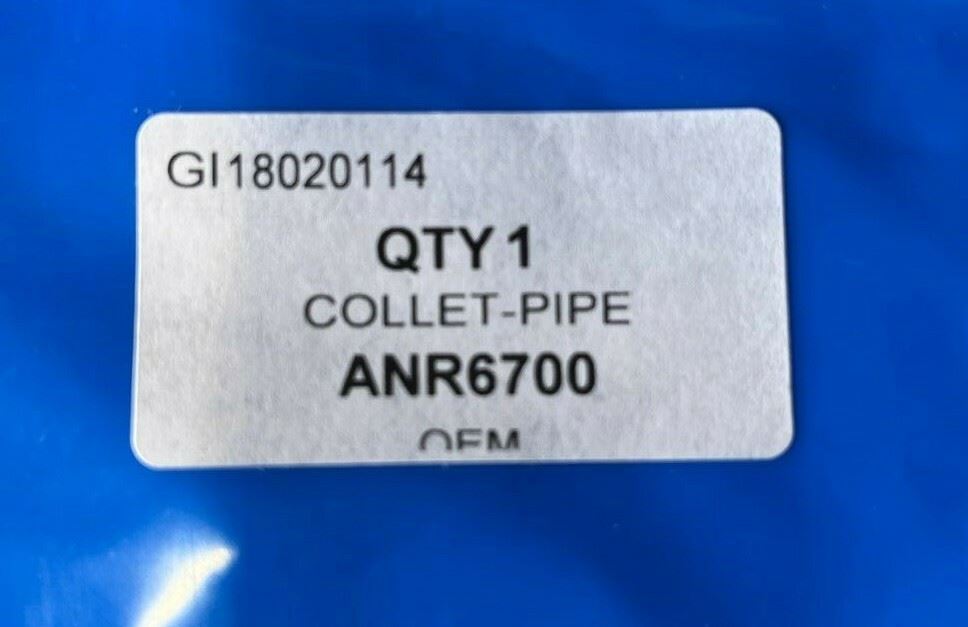 GI18020114
QTY 1
COLLET-PIPE
ANR6700
OEM